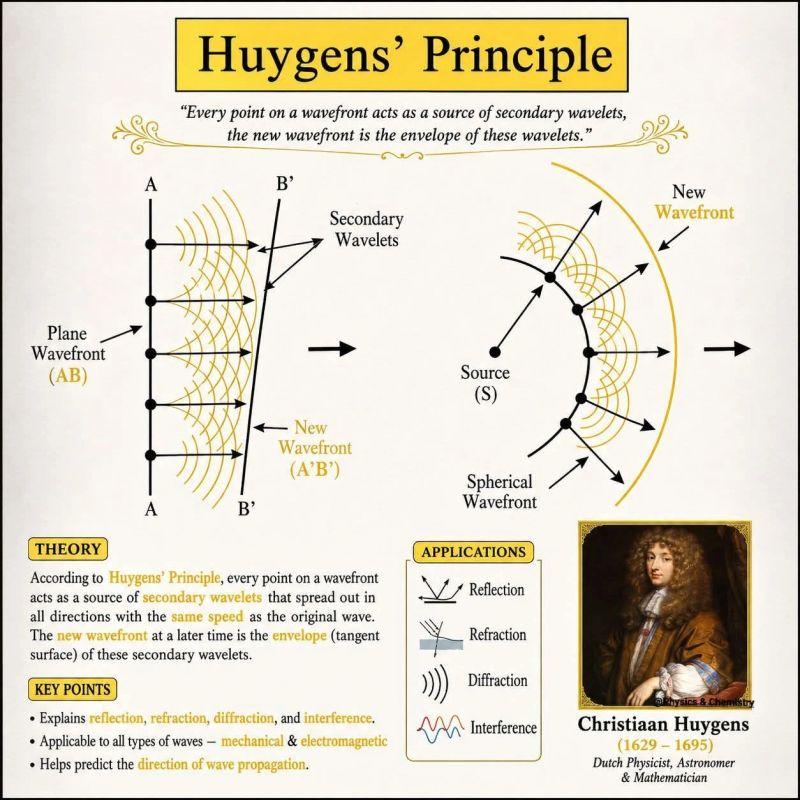 Huygens’ Principle
“Every point on a wavefront acts as a source of secondary wavelets,
the new wavefront is the envelope of these wavelets.”
A
B’
Secondary
Wavelets
Plane
Wavefront
(AB)
New
Wavefront
(A’B’)
A
B’
New
Wavefront
Source
(S)
Spherical
Wavefront
THEORY
According to Huygens’ Principle, every point on a wavefront
acts as a source of secondary wavelets that spread out in
all directions with the same speed as the original wave.
The new wavefront at a later time is the envelope (tangent
surface) of these secondary wavelets.
KEY POINTS
• Explains reflection, refraction, diffraction, and interference.
• Applicable to all types of waves – mechanical & electromagnetic
• Helps predict the direction of wave propagation.
APPLICATIONS
Reflection
Refraction
Diffraction
Interference
@Physics & Chemistry
Christiaan Huygens
(1629 – 1695)
Dutch Physicist, Astronomer
& Mathematician